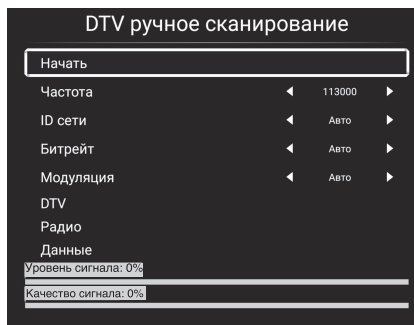 DTV ручное сканирование
Начать
Частота 113000
ID сети Авто
Битрейт Авто
Модуляция Авто
DTV
Радио
Данные
Уровень сигнала: 0%
Качество сигнала: 0%